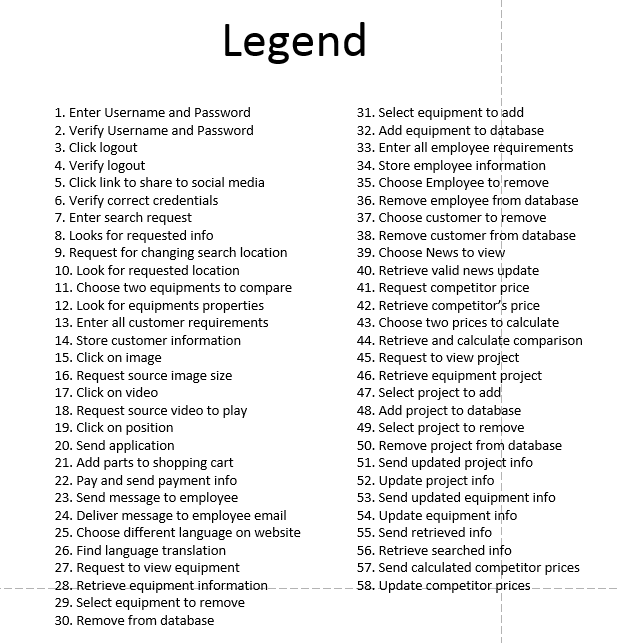 Legend
1. Enter Username and Password
2. Verify Username and Password
3. Click logout
4. Verify logout
5. Click link to share to social media
6. Verify correct credentials
7. Enter search request
8. Looks for requested info
9. Request for changing search location
10. Look for requested location
11. Choose two equipments to compare
12. Look for equipments properties
13. Enter all customer requirements
14. Store customer information
15. Click on image
16. Request source image size
17. Click on video
18. Request source video to play
19. Click on position
20. Send application
21. Add parts to shopping cart
22. Pay and send payment info
23. Send message to employee
24. Deliver message to employee email
25. Choose different language on website
26. Find language translation
27. Request to view equipment
28. Retrieve equipment information
29. Select equipment to remove
30. Remove from database
31. Select equipment to add
32. Add equipment to database
33. Enter all employee requirements
34. Store employee information
35. Choose Employee to remove
36. Remove employee from database
37. Choose customer to remove
38. Remove customer from database
39. Choose News to view
40. Retrieve valid news update
41. Request competitor price
42. Retrieve competitor's price
43. Choose two prices to calculate
44. Retrieve and calculate comparison
45. Request to view project
46. Retrieve equipment project
47. Select project to add
48. Add project to database
49. Select project to remove
50. Remove project from database
51. Send updated project info
52. Update project info
53. Send updated equipment info
54. Update equipment info
55. Send retrieved info
56. Retrieve searched info
57. Send calculated competitor prices
58. Update competitor prices